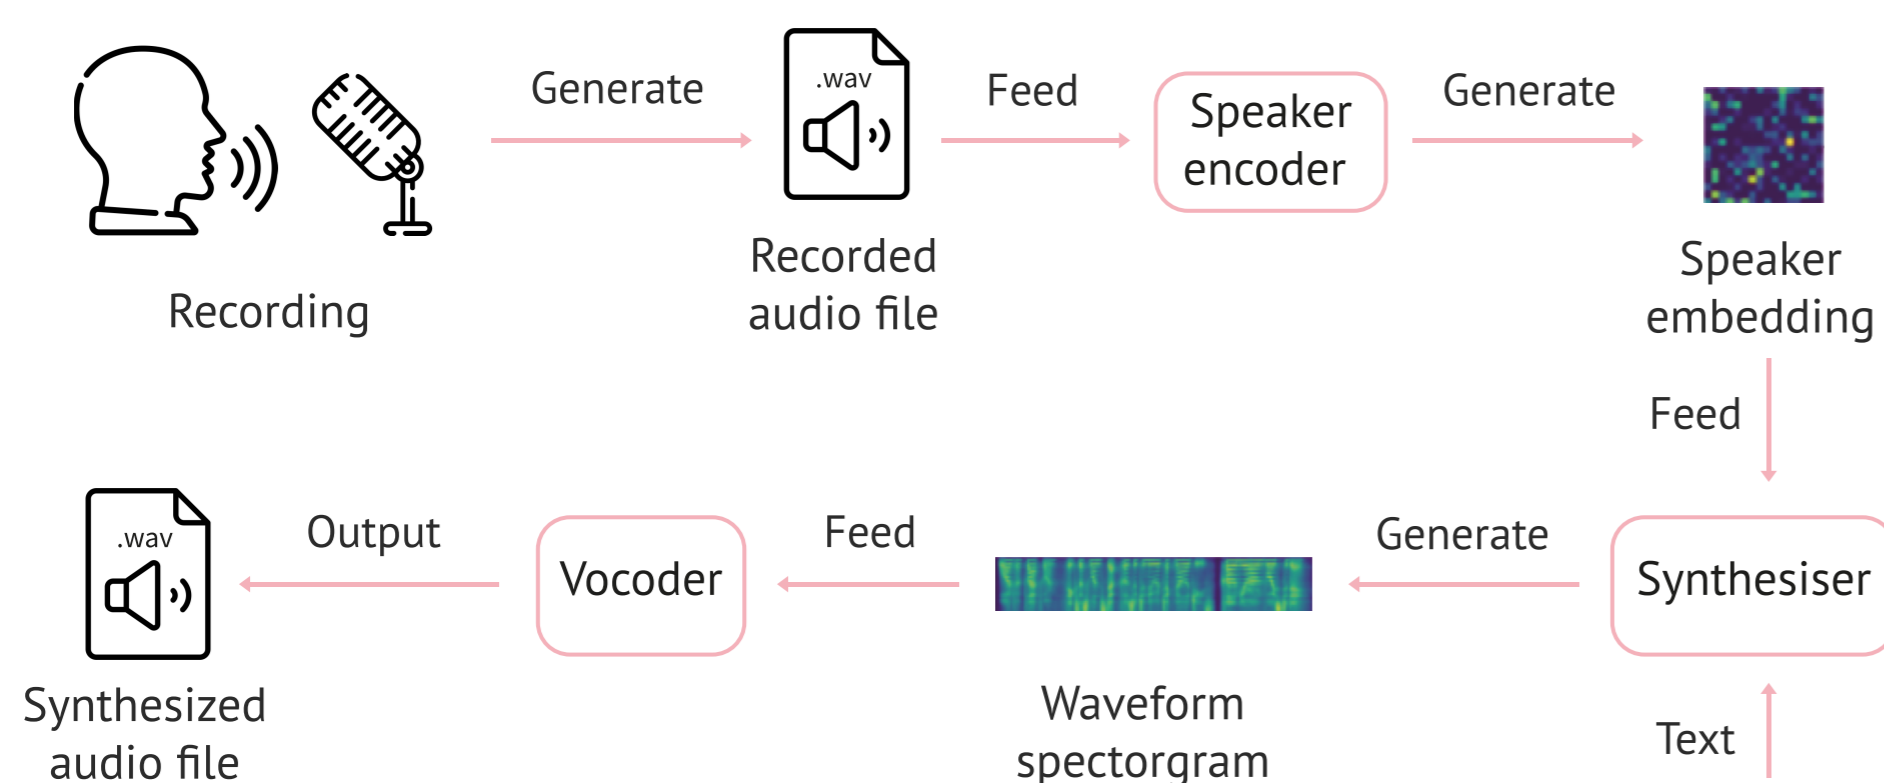 Generate
.wav
Feed
Speaker
encoder
Generate
Recording
Recorded
audio file
Speaker
embedding
Feed
.wav
Output
Vocoder
Feed
Generate
Synthesiser
Synthesized
audio file
Waveform
spectorgram
Text